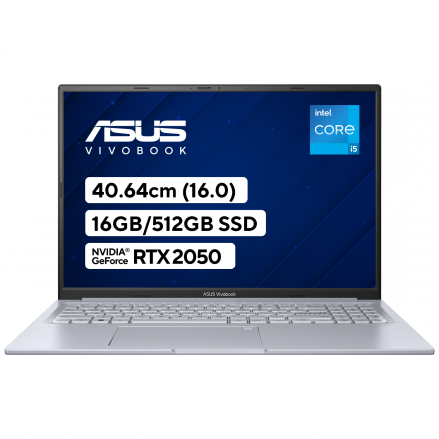 ASUS
VIVOBOOK
intel
CORE
i5
40.64cm (16.0)
16GB/512GB SSD
NVIDIA®
GeForce RTX 2050
ASUS Vivobook